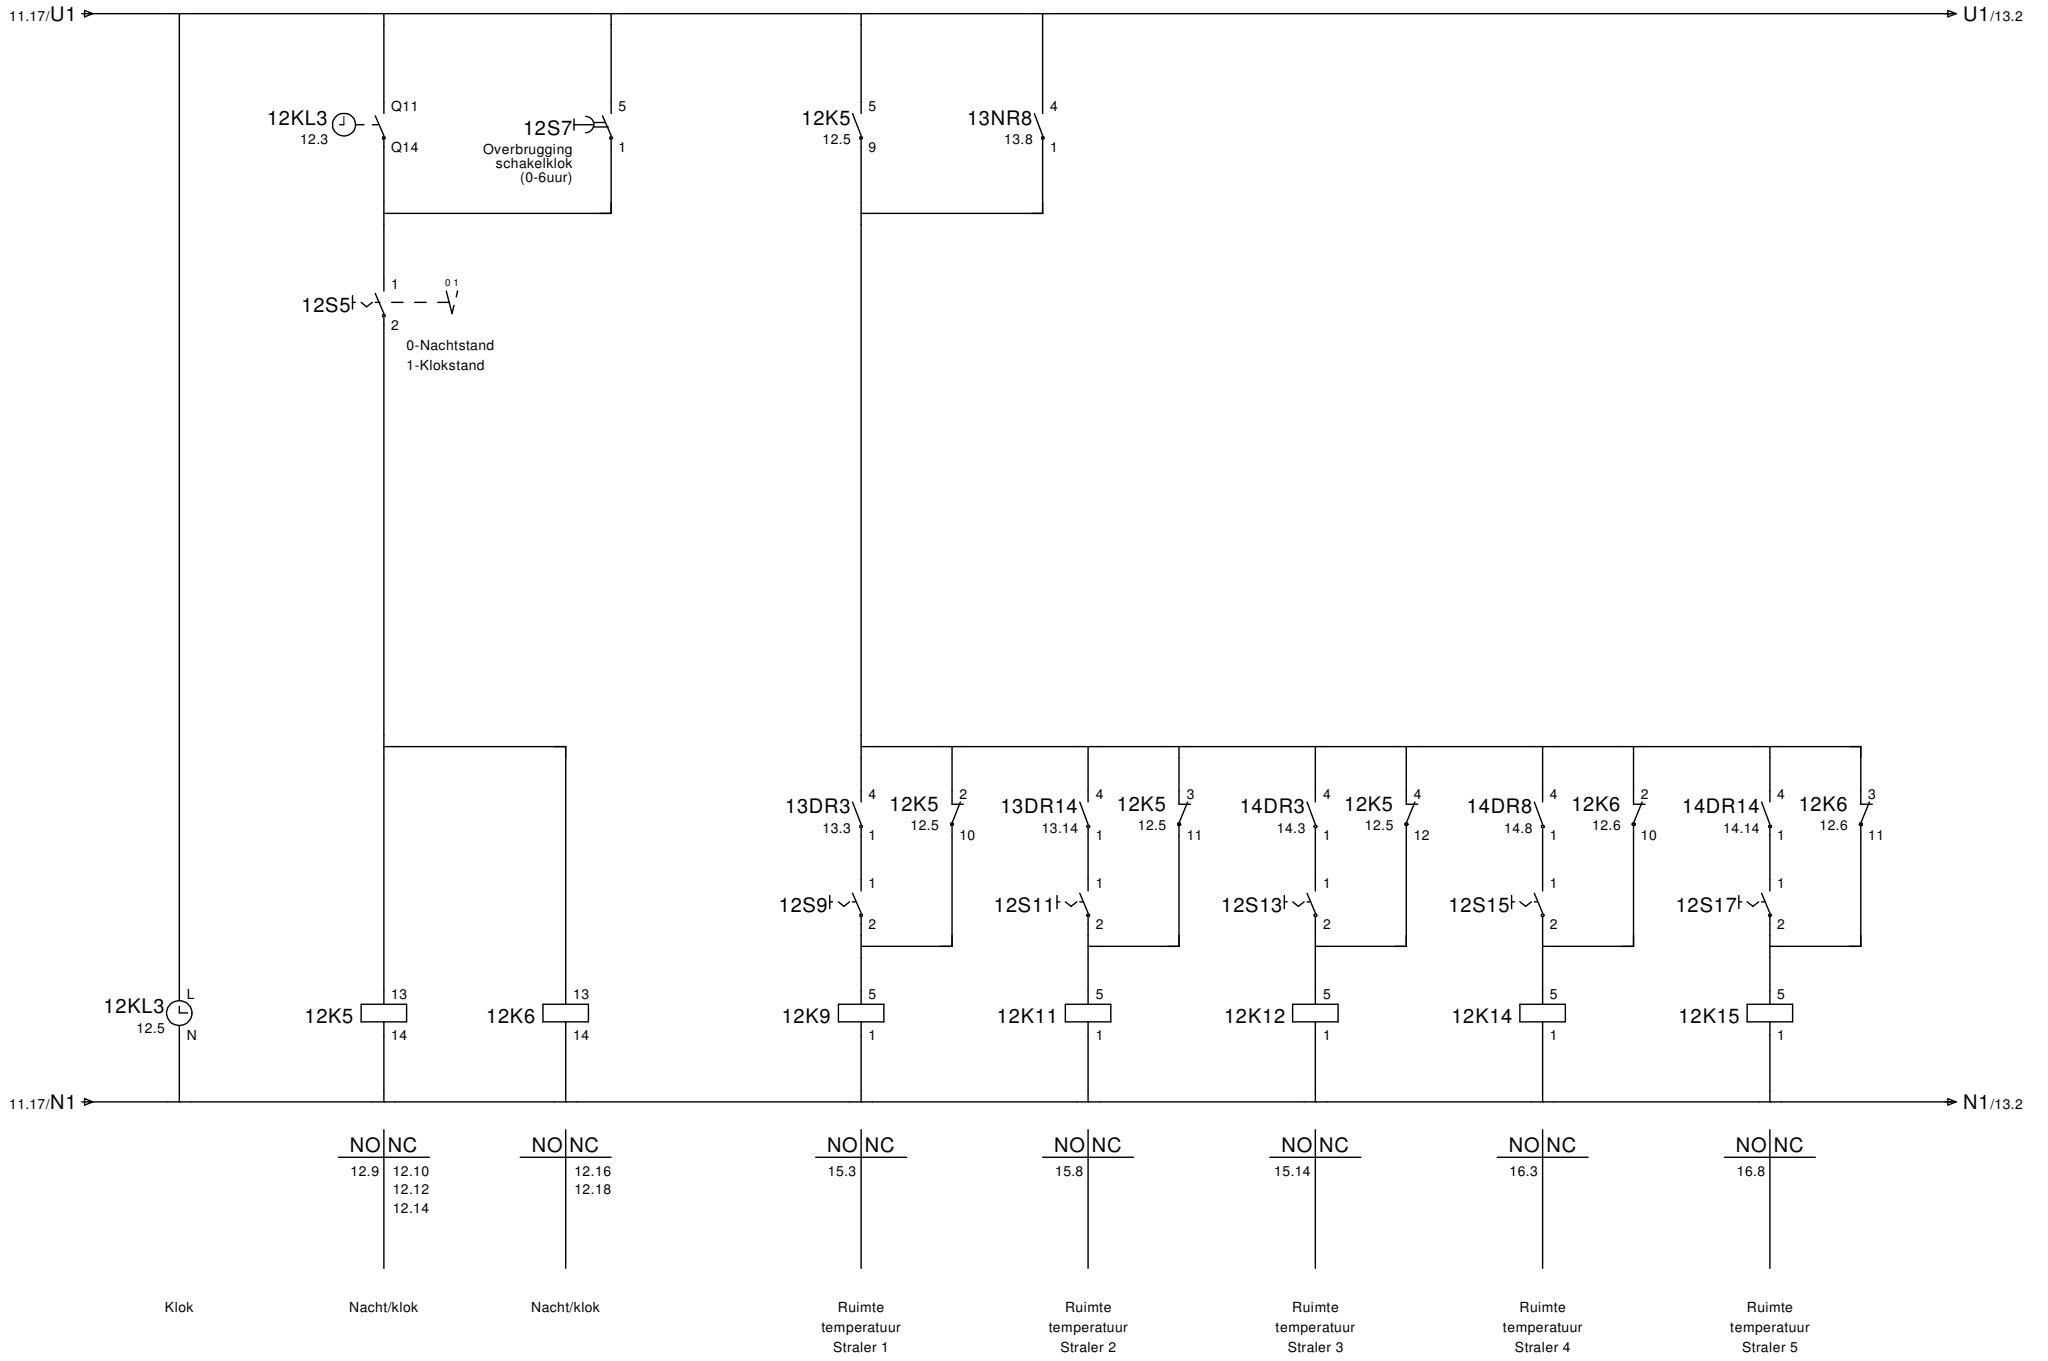 11.17/U1
U1/13.2
12KL3
12.3
Q11
Q14
12S7
Overbrugging
schakelklok
(0-6uur)
5
1
12K5
12.5
5
9
13NR8
13.8
4
1
12S5
1
2
0 1
0-Nachtstand
1-Klokstand
13DR3
13.3
4
1
12K5
12.5
2
10
13DR14
13.14
4
1
12K5
12.5
3
11
14DR3
14.3
4
1
12K5
12.5
4
12
14DR8
14.8
4
1
12K6
12.6
2
10
14DR14
14.14
4
1
12K6
12.6
3
11
12S9
1
2
12S11
1
2
12S13
1
2
12S15
1
2
12S17
1
2
12KL3
12.5
L
N
12K5
13
14
12K6
13
14
12K9
5
1
12K11
5
1
12K12
5
1
12K14
5
1
12K15
5
1
11.17/N1
N1/13.2
NO NC
12.9 12.10
12.12
12.14
NO NC
12.16
12.18
NO NC
15.3
NO NC
15.8
NO NC
15.14
NO NC
16.3
NO NC
16.8
Klok
Nacht/klok
Nacht/klok
Ruimte
temperatuur
Straler 1
Ruimte
temperatuur
Straler 2
Ruimte
temperatuur
Straler 3
Ruimte
temperatuur
Straler 4
Ruimte
temperatuur
Straler 5